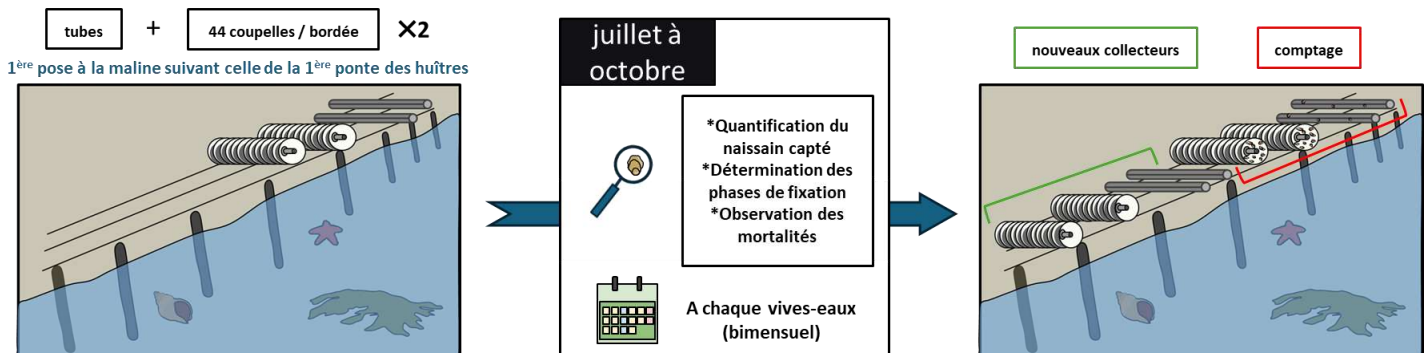 tubes + 44 coupelles / bordée ×2
1ère pose à la maline suivant celle de la 1ère ponte des huîtres
juillet à
octobre
*Quantification du
naissain capté
*Détermination des
phases de fixation
*Observation des
mortalités
A chaque vives-eaux
(bimensuel)
nouveaux collecteurs
comptage